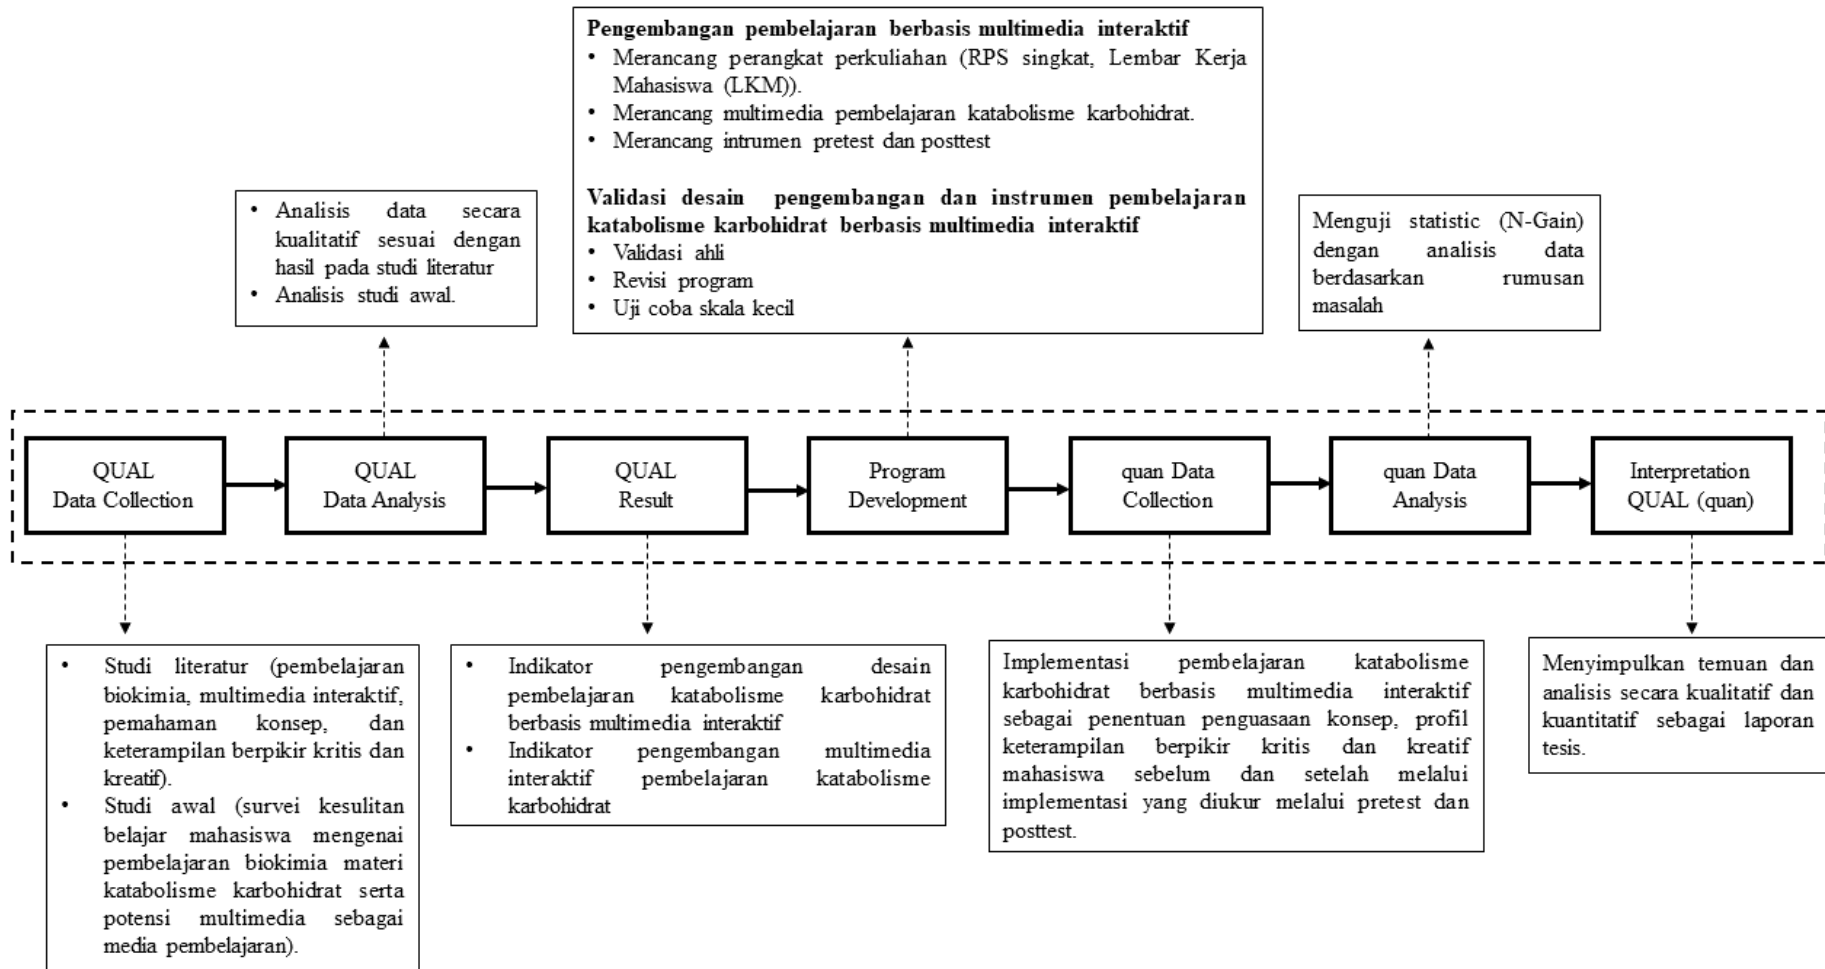 Pengembangan pembelajaran berbasis multimedia interaktif
• Merancang perangkat perkuliahan (RPS singkat, Lembar Kerja
Mahasiswa (LKM)).
• Merancang multimedia pembelajaran katabolisme karbohidrat.
• Merancang intrumen pretest dan posttest
Validasi desain pengembangan dan instrumen pembelajaran
katabolisme karbohidrat berbasis multimedia interaktif
• Validasi ahli
• Revisi program
• Uji coba skala kecil
• Analisis data secara
kualitatif sesuai dengan
hasil pada studi literatur
• Analisis studi awal.
Menguji statistic (N-Gain)
dengan analisis data
berdasarkan rumusan
masalah
QUAL
Data Collection
QUAL
Data Analysis
QUAL
Result
Program
Development
quan Data
Collection
quan Data
Analysis
Interpretation
QUAL (quan)
• Studi literatur (pembelajaran
biokimia, multimedia interaktif,
pemahaman konsep, dan
keterampilan berpikir kritis dan
kreatif).
• Studi awal (survei kesulitan
belajar mahasiswa mengenai
pembelajaran biokimia materi
katabolisme karbohidrat serta
potensi multimedia sebagai
media pembelajaran).
• Indikator pengembangan desain
pembelajaran katabolisme karbohidrat
berbasis multimedia interaktif
• Indikator pengembangan multimedia
interaktif pembelajaran katabolisme
karbohidrat
Implementasi pembelajaran katabolisme
karbohidrat berbasis multimedia interaktif
sebagai penentuan penguasaan konsep, profil
keterampilan berpikir kritis dan kreatif
mahasiswa sebelum dan setelah melalui
implementasi yang diukur melalui pretest dan
posttest.
Menyimpulkan temuan dan
analisis secara kualitatif dan
kuantitatif sebagai laporan
tesis.